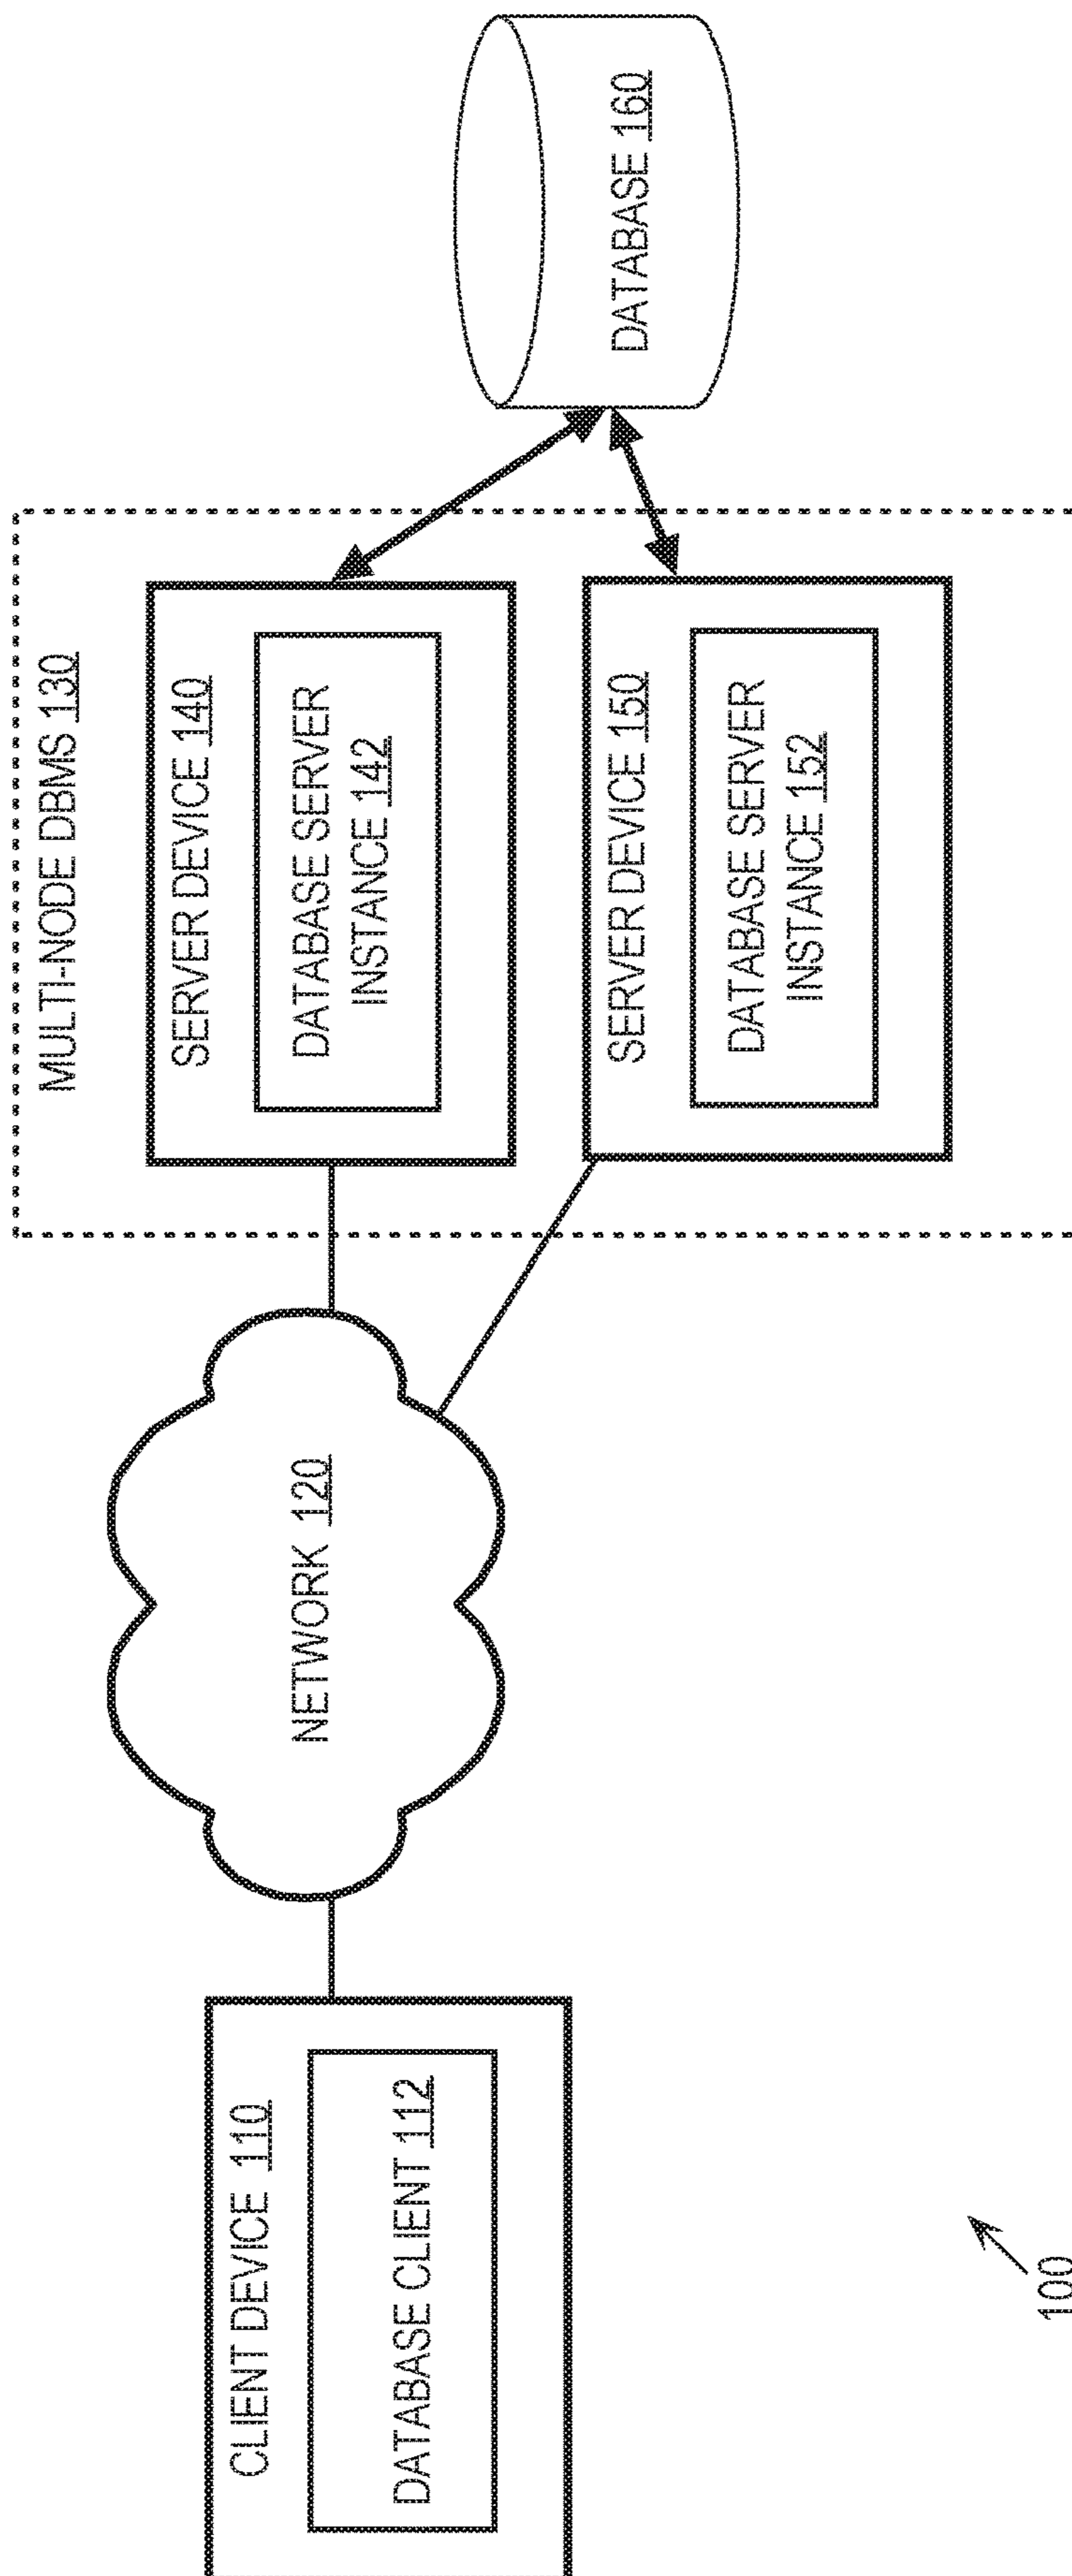 CLIENT DEVICE 110
DATABASE CLIENT 112
NETWORK 120
MULTI-NODE DBMS 130
SERVER DEVICE 140
DATABASE SERVER
INSTANCE 142
SERVER DEVICE 150
DATABASE SERVER
INSTANCE 152
DATABASE 160
100